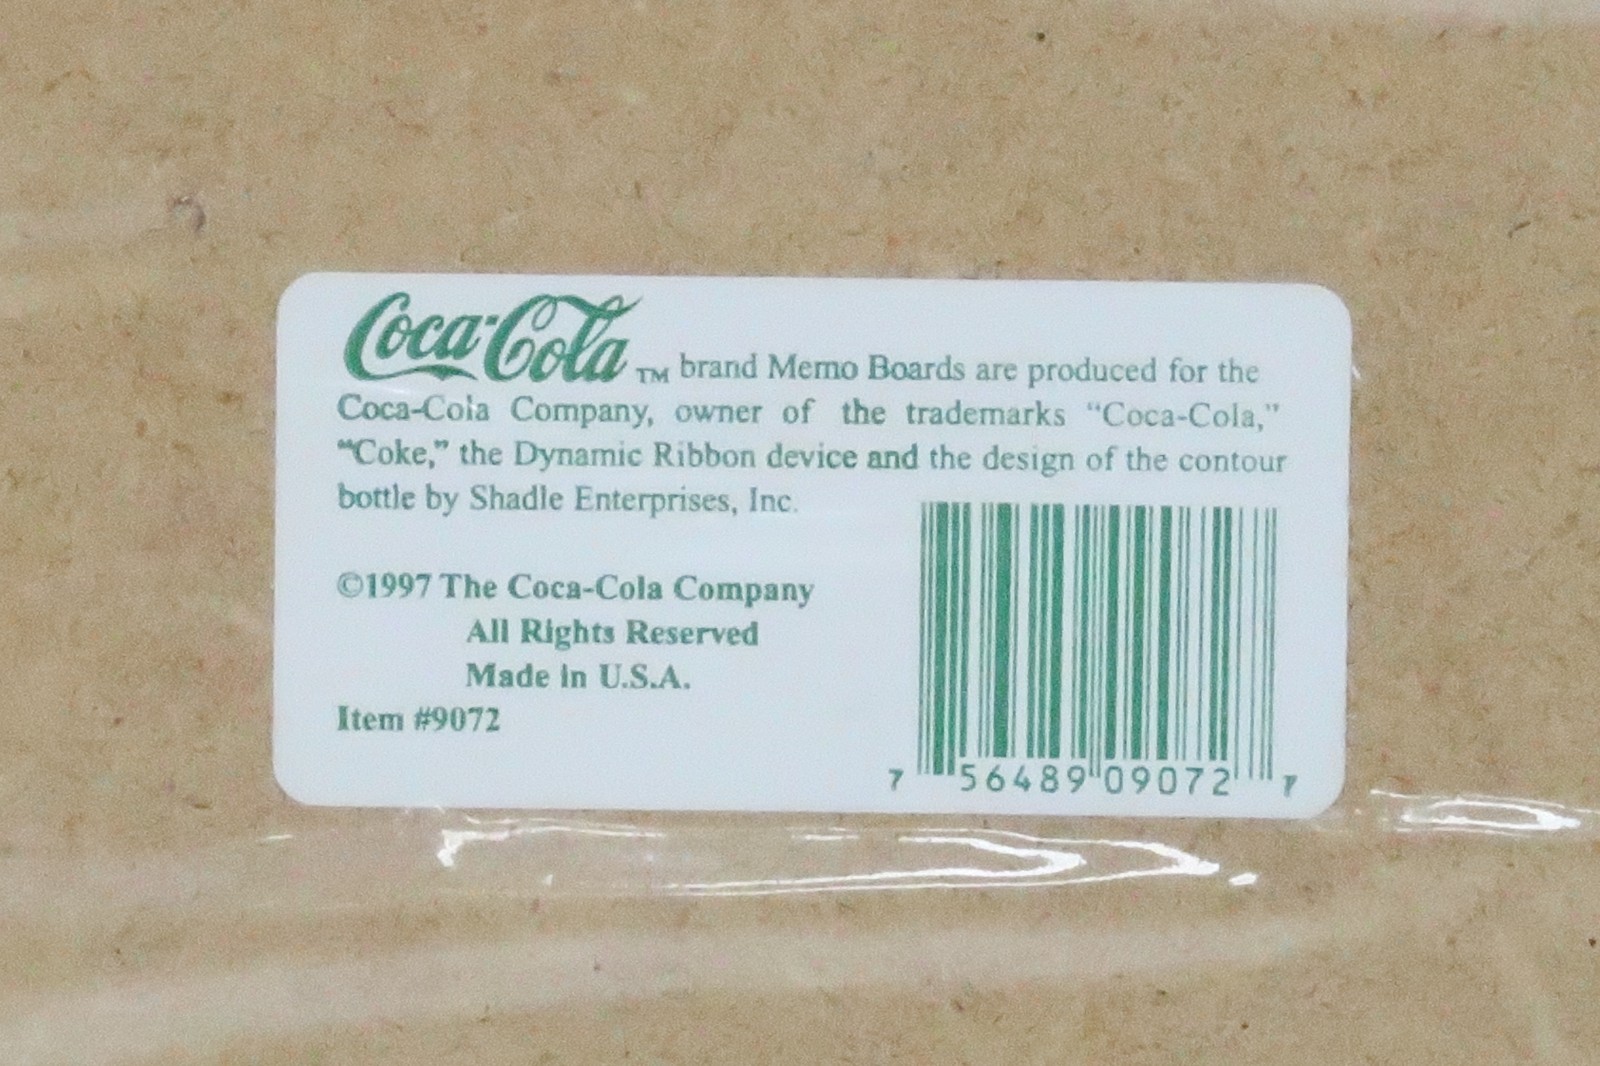 Coca-Cola™ brand Memo Boards are produced for the
Coca-Cola Company, owner of the trademarks “Coca-Cola,”
“Coke,” the Dynamic Ribbon device and the design of the contour
bottle by Shadle Enterprises, Inc.
©1997 The Coca-Cola Company
All Rights Reserved
Made in U.S.A.
Item #9072
7 56489 09072 7